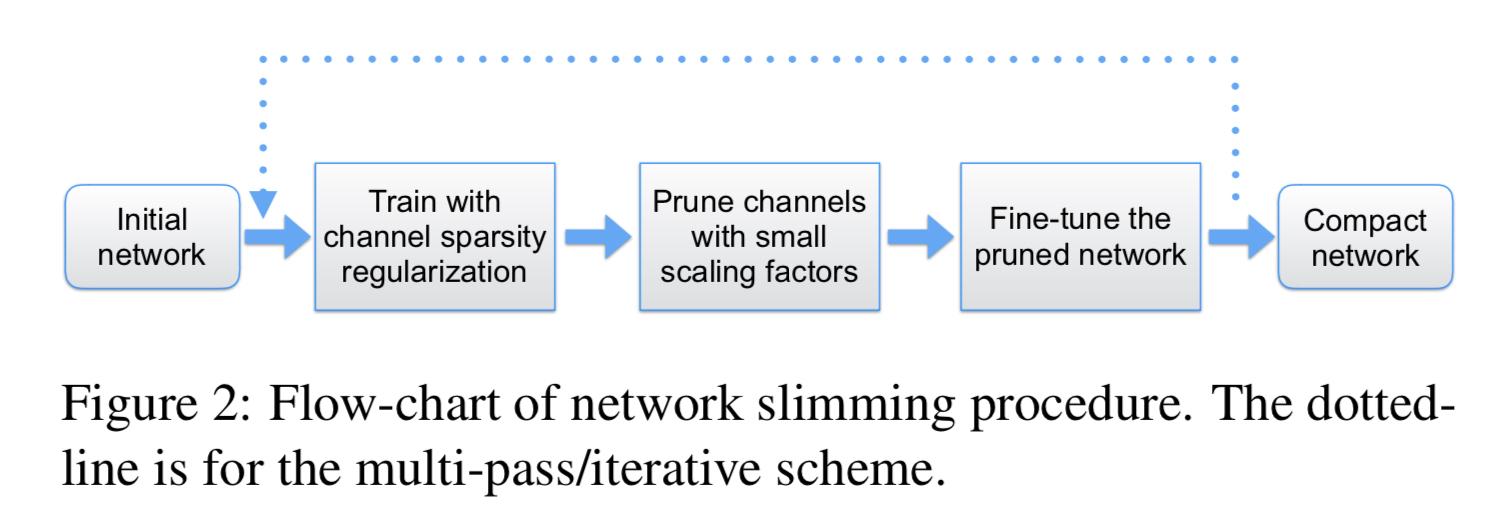 Initial
network
Train with
channel sparsity
regularization
Prune channels
with small
scaling factors
Fine-tune the
pruned network
Compact
network
Figure 2: Flow-chart of network slimming procedure. The dotted-
line is for the multi-pass/iterative scheme.